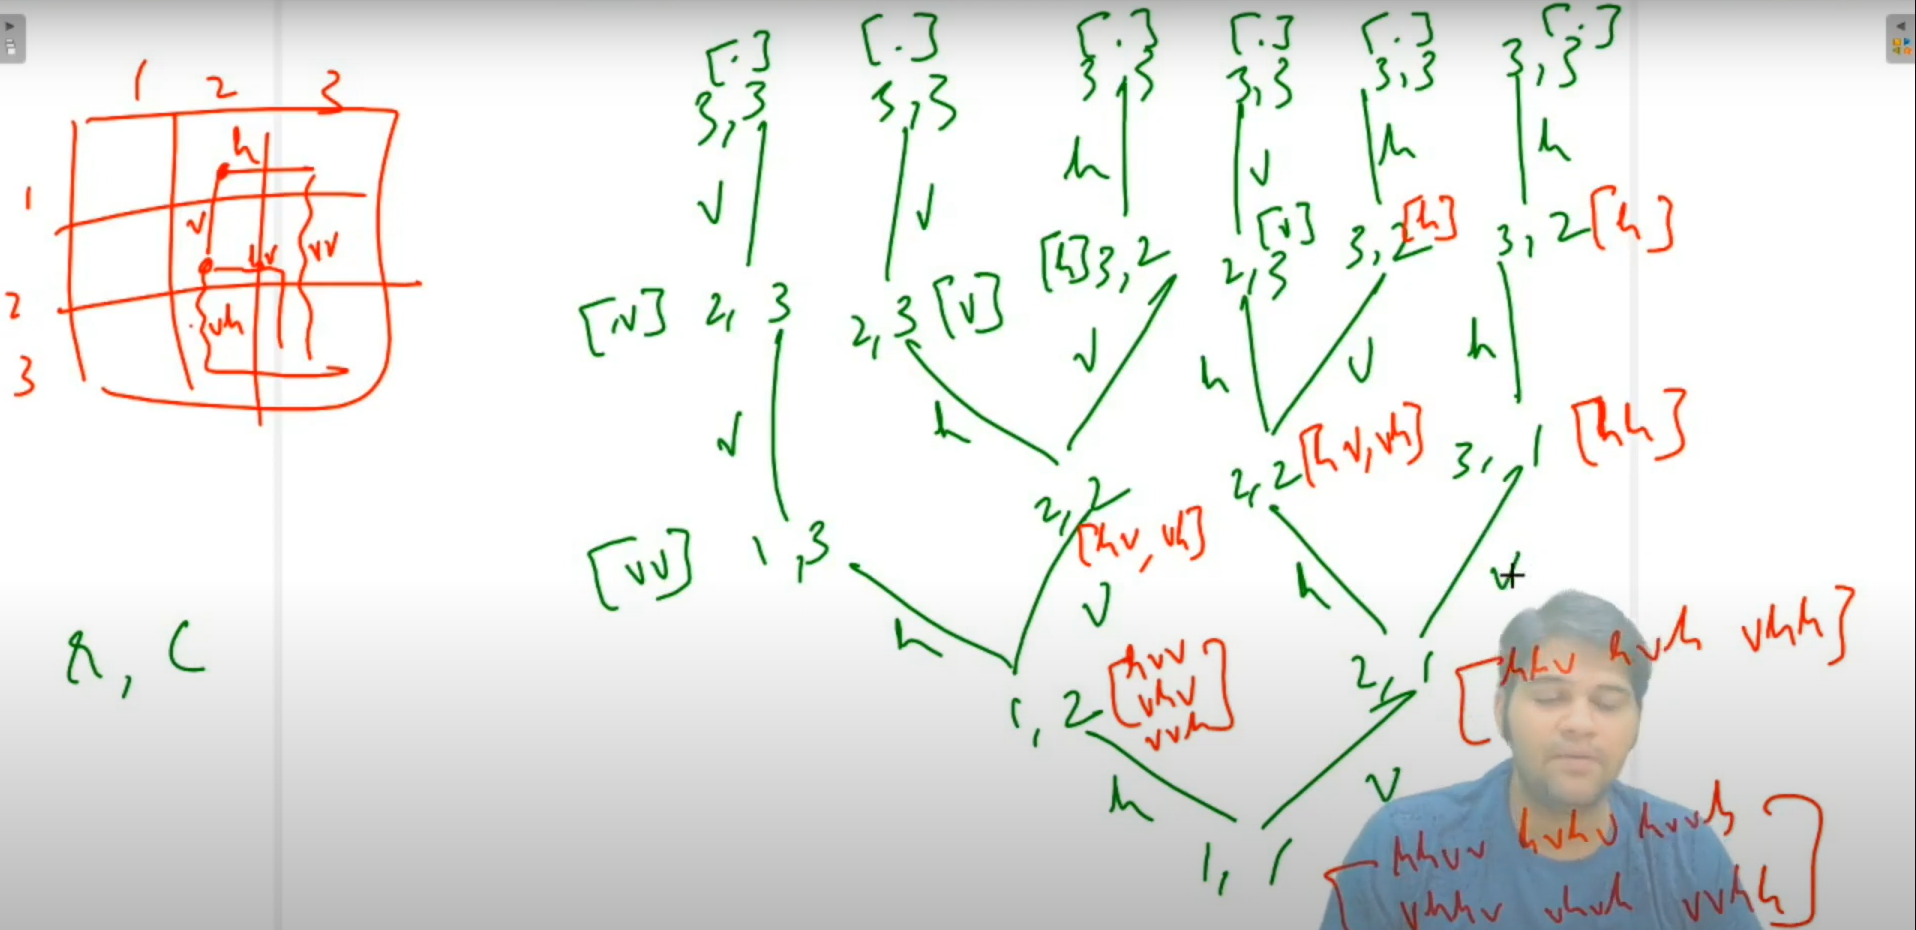 1 2 3
h
1
v
hv vv
2
vh
3
r, c
[.] [.] [.] [.] [.] [.]
3,3 3,3 3,3 3,3 3,3 3,3
v v h v h h
[v] 2,3 2,3 [v] [h] 3,2 2,3 [v] 3,2 [h] 3,2 [h]
v h v h v h
[vv] 1,3 2,2 [hv, vh] 2,2 [hv, vh] 3,1 [hh]
h v h v
1,2 [hvv
vhv
vvh]
2,1 [hhv hvh vhh]
h v
1,1 [hhvv hvhv hvvh
vhhv vhvh vvhh]